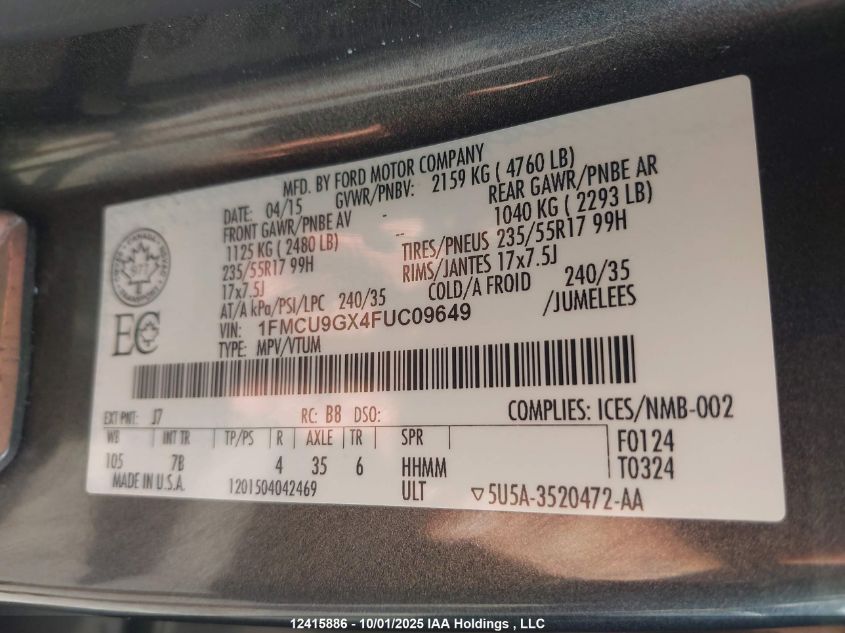 MFD. BY FORD MOTOR COMPANY
DATE: 04/15 GVWR/PNBV: 2159 KG ( 4760 LB)
FRONT GAWR/PNBE AV - REAR GAWR/PNBE AR
1125 KG ( 2480 LB) - 1040 KG ( 2293 LB)
235/55R17 99H TIRES/PNEUS 235/55R17 99H
17x7.5J RIMS/JANTES 17x7.5J
AT/A kPa/PSI/LPC 240/35 COLD/A FROID 240/35
VIN: 1FMCU9GX4FUC09649 /JUMELEES
TYPE: MPV/VTUM
EC
EXT PNT: J7 RC: B8 DSO: COMPLIES: ICES/NMB-002
WB INT TR TP/PS R AXLE TR SPR F0124
105 7B 4 35 6 HHMM T0324
MADE IN U.S.A. 1201504042469 ULT ▽5U5A-3520472-AA
12415886 - 10/01/2025 IAA Holdings , LLC